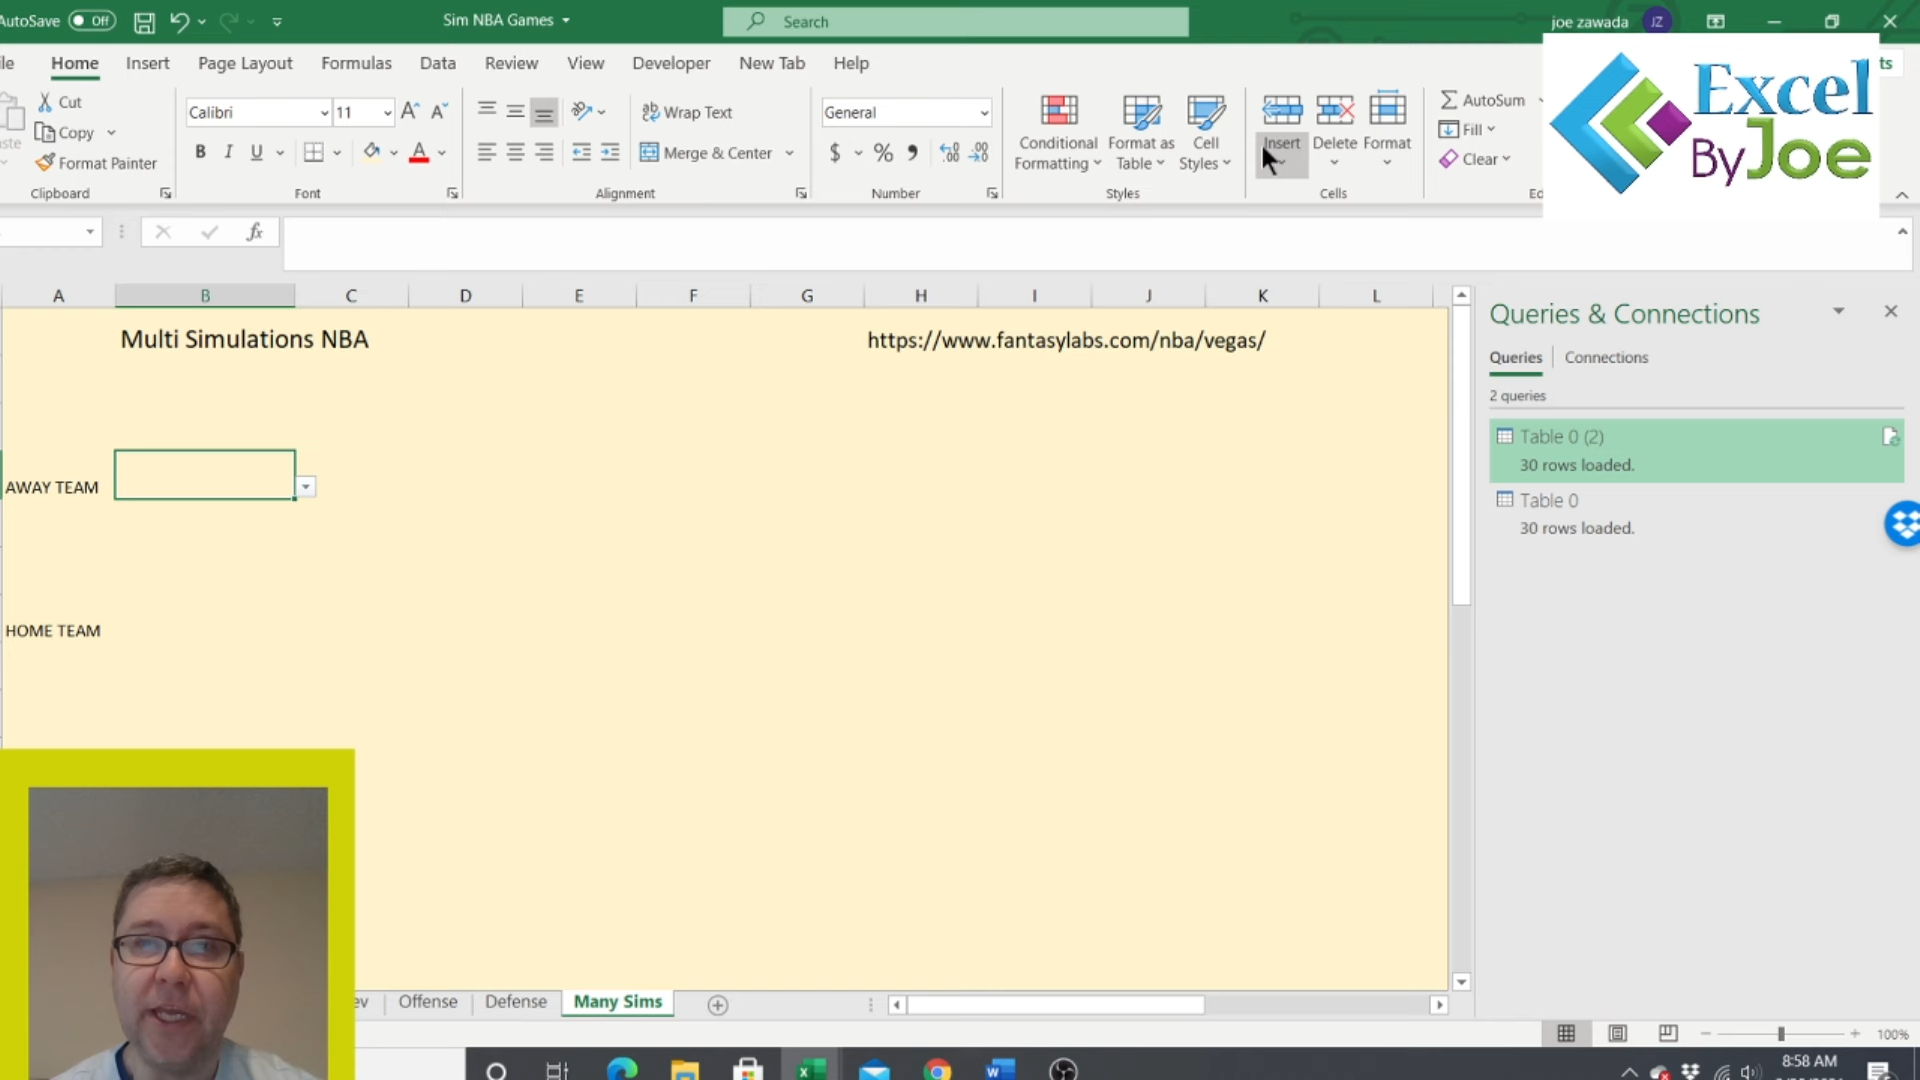 AutoSave Off
Sim NBA Games
Search
joe zawada JZ
Home Insert Page Layout Formulas Data Review View Developer New Tab Help
Excel
ByJoe
Cut
Copy
Format Painter
Clipboard
Calibri 11
B I U A
Font
Wrap Text
Merge & Center
Alignment
General
$ %
Number
Conditional
Formatting
Format as
Table
Cell
Styles
Styles
Insert Delete Format
Cells
AutoSum
Fill
Clear
fx
A B C D E F G H I J K L
Multi Simulations NBA
https://www.fantasylabs.com/nba/vegas/
AWAY TEAM
HOME TEAM
Queries & Connections
Queries Connections
2 queries
Table 0 (2)
30 rows loaded.
Table 0
30 rows loaded.
Offense Defense Many Sims
100%
8:58 AM